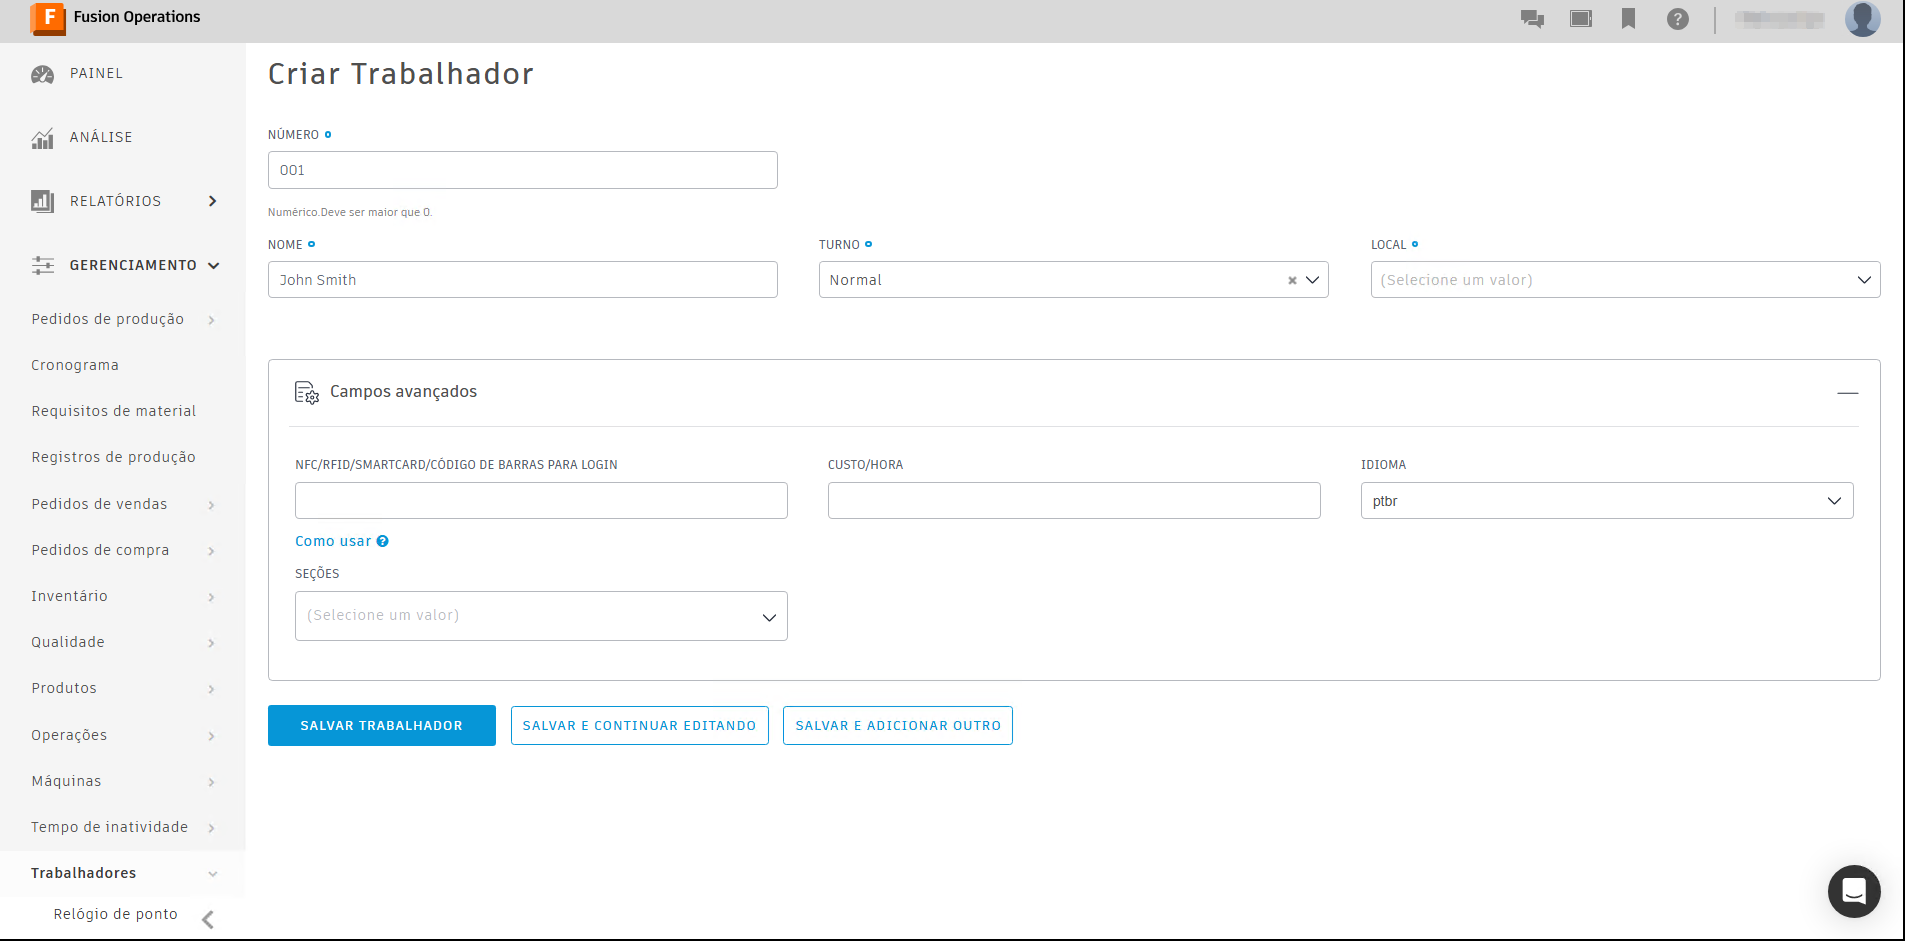 F Fusion Operations
?
PAINEL
ANÁLISE
RELATÓRIOS
GERENCIAMENTO
Pedidos de produção
Cronograma
Requisitos de material
Registros de produção
Pedidos de vendas
Pedidos de compra
Inventário
Qualidade
Produtos
Operações
Máquinas
Tempo de inatividade
Trabalhadores
Relógio de ponto
Criar Trabalhador
NÚMERO
001
Numérico.Deve ser maior que 0.
NOME
John Smith
TURNO
Normal
LOCAL
(Selecione um valor)
Campos avançados
NFC/RFID/SMARTCARD/CÓDIGO DE BARRAS PARA LOGIN
Como usar ?
CUSTO/HORA
IDIOMA
ptbr
SEÇÕES
(Selecione um valor)
SALVAR TRABALHADOR
SALVAR E CONTINUAR EDITANDO
SALVAR E ADICIONAR OUTRO